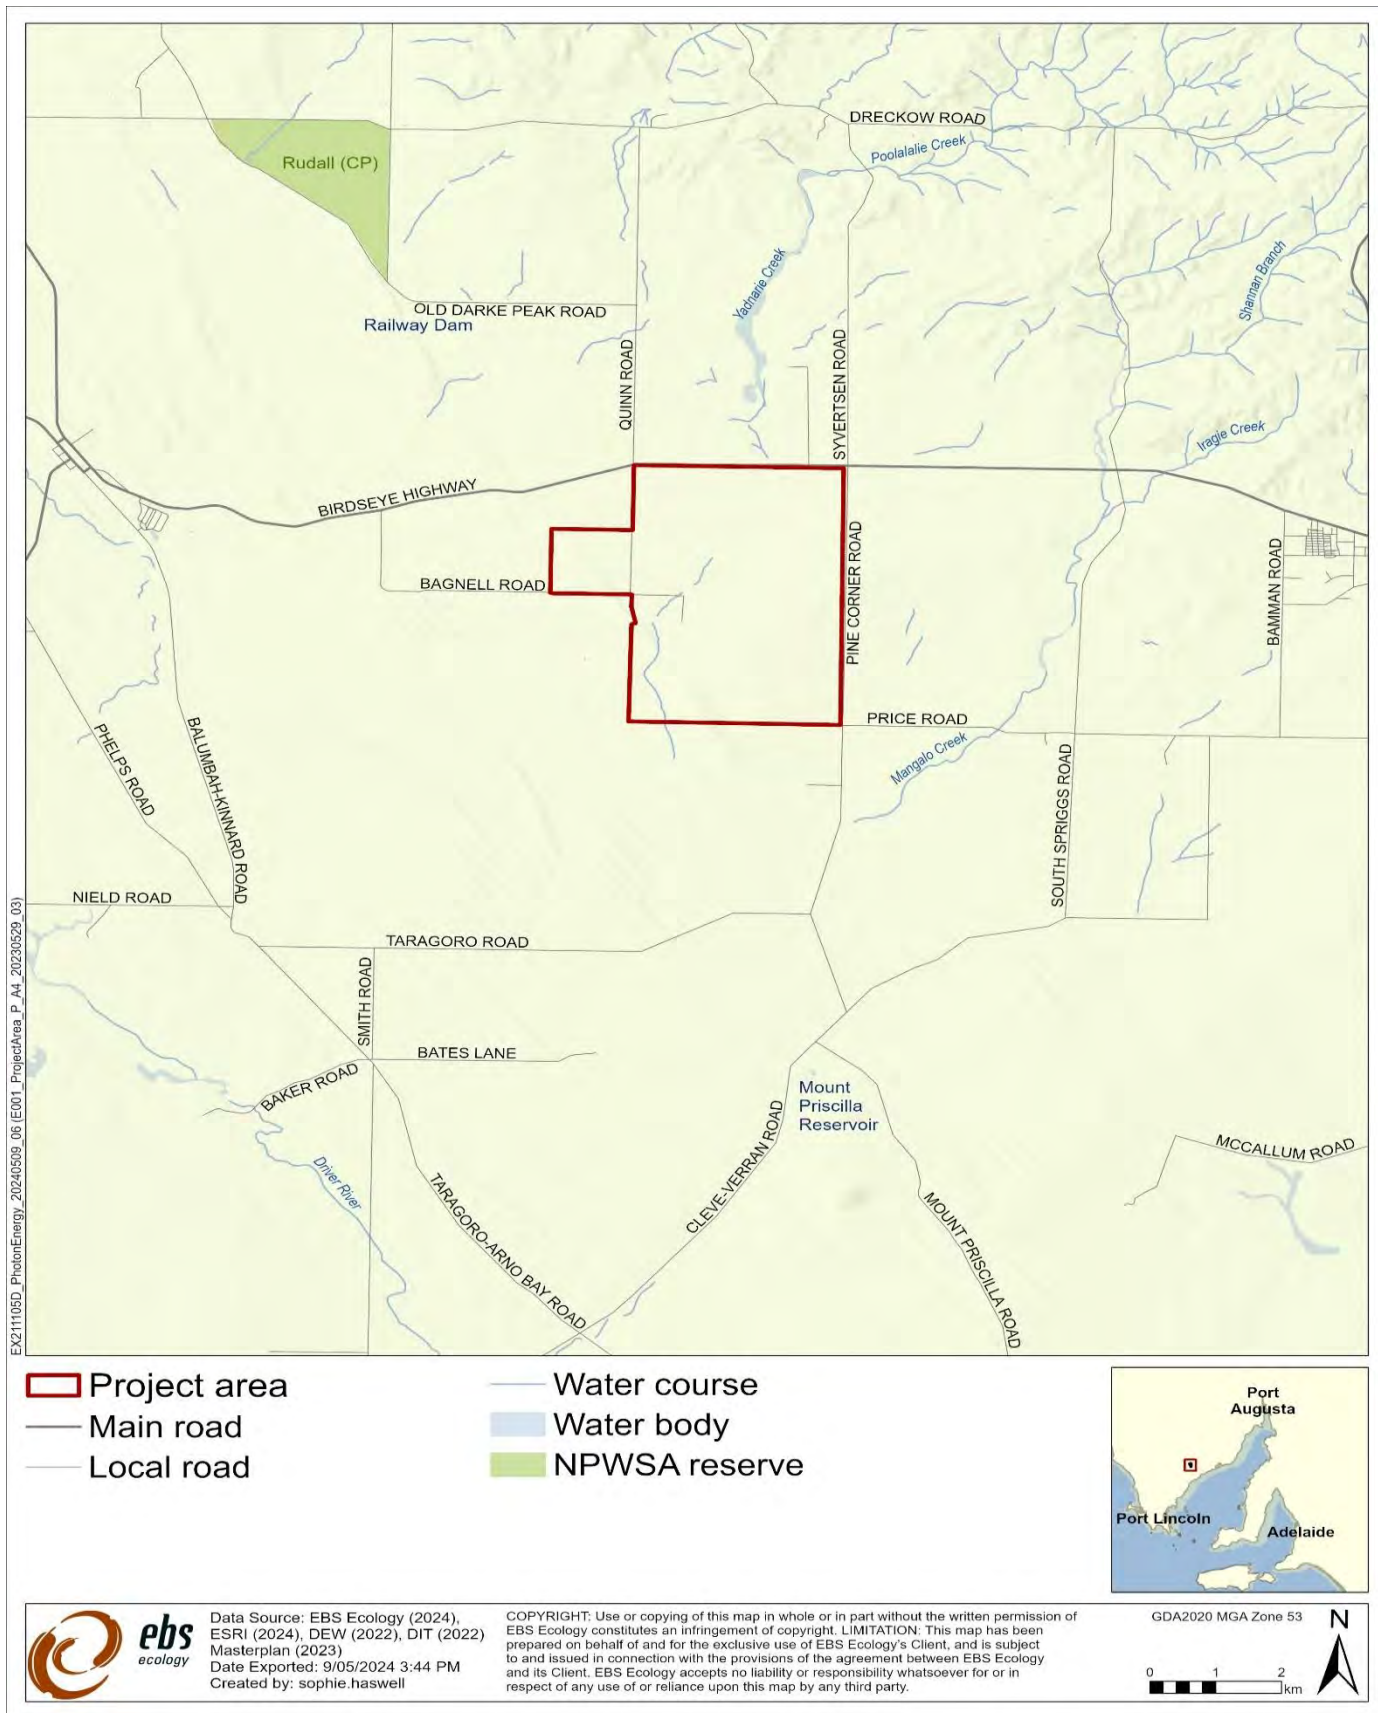 DRECKOW ROAD
Poolalalie Creek
Rudall (CP)
Yadnarie Creek
Shannan Branch
OLD DARKE PEAK ROAD
Railway Dam
QUINN ROAD
SYVERTSEN ROAD
Iragie Creek
BIRDSEYE HIGHWAY
BAGNELL ROAD
PINE CORNER ROAD
BAMMAN ROAD
PRICE ROAD
Mangalo Creek
PHELPS ROAD
BALUMBAH-KINNARD ROAD
SOUTH SPRIGGS ROAD
NIELD ROAD
TARAGORO ROAD
SMITH ROAD
BATES LANE
BAKER ROAD
Mount
Priscilla
Reservoir
CLEVE-VERRAN ROAD
MCCALLUM ROAD
Driver River
TARAGORO-ARNO BAY ROAD
MOUNT PRISCILLA ROAD
EX211105D_PhotonEnergy_20240509_06 (E001_ProjectArea_P_A4_20230529_03)
Project area
Main road
Local road
Water course
Water body
NPWSA reserve
Port
Augusta
Port Lincoln
Adelaide
ebs
ecology
Data Source: EBS Ecology (2024),
ESRI (2024), DEW (2022), DIT (2022)
Masterplan (2023)
Date Exported: 9/05/2024 3:44 PM
Created by: sophie.haswell
COPYRIGHT: Use or copying of this map in whole or in part without the written permission of
EBS Ecology constitutes an infringement of copyright. LIMITATION: This map has been
prepared on behalf of and for the exclusive use of EBS Ecology's Client, and is subject
to and issued in connection with the provisions of the agreement between EBS Ecology
and its Client. EBS Ecology accepts no liability or responsibility whatsoever for or in
respect of any use of or reliance upon this map by any third party.
GDA2020 MGA Zone 53
N
0 1 2
km